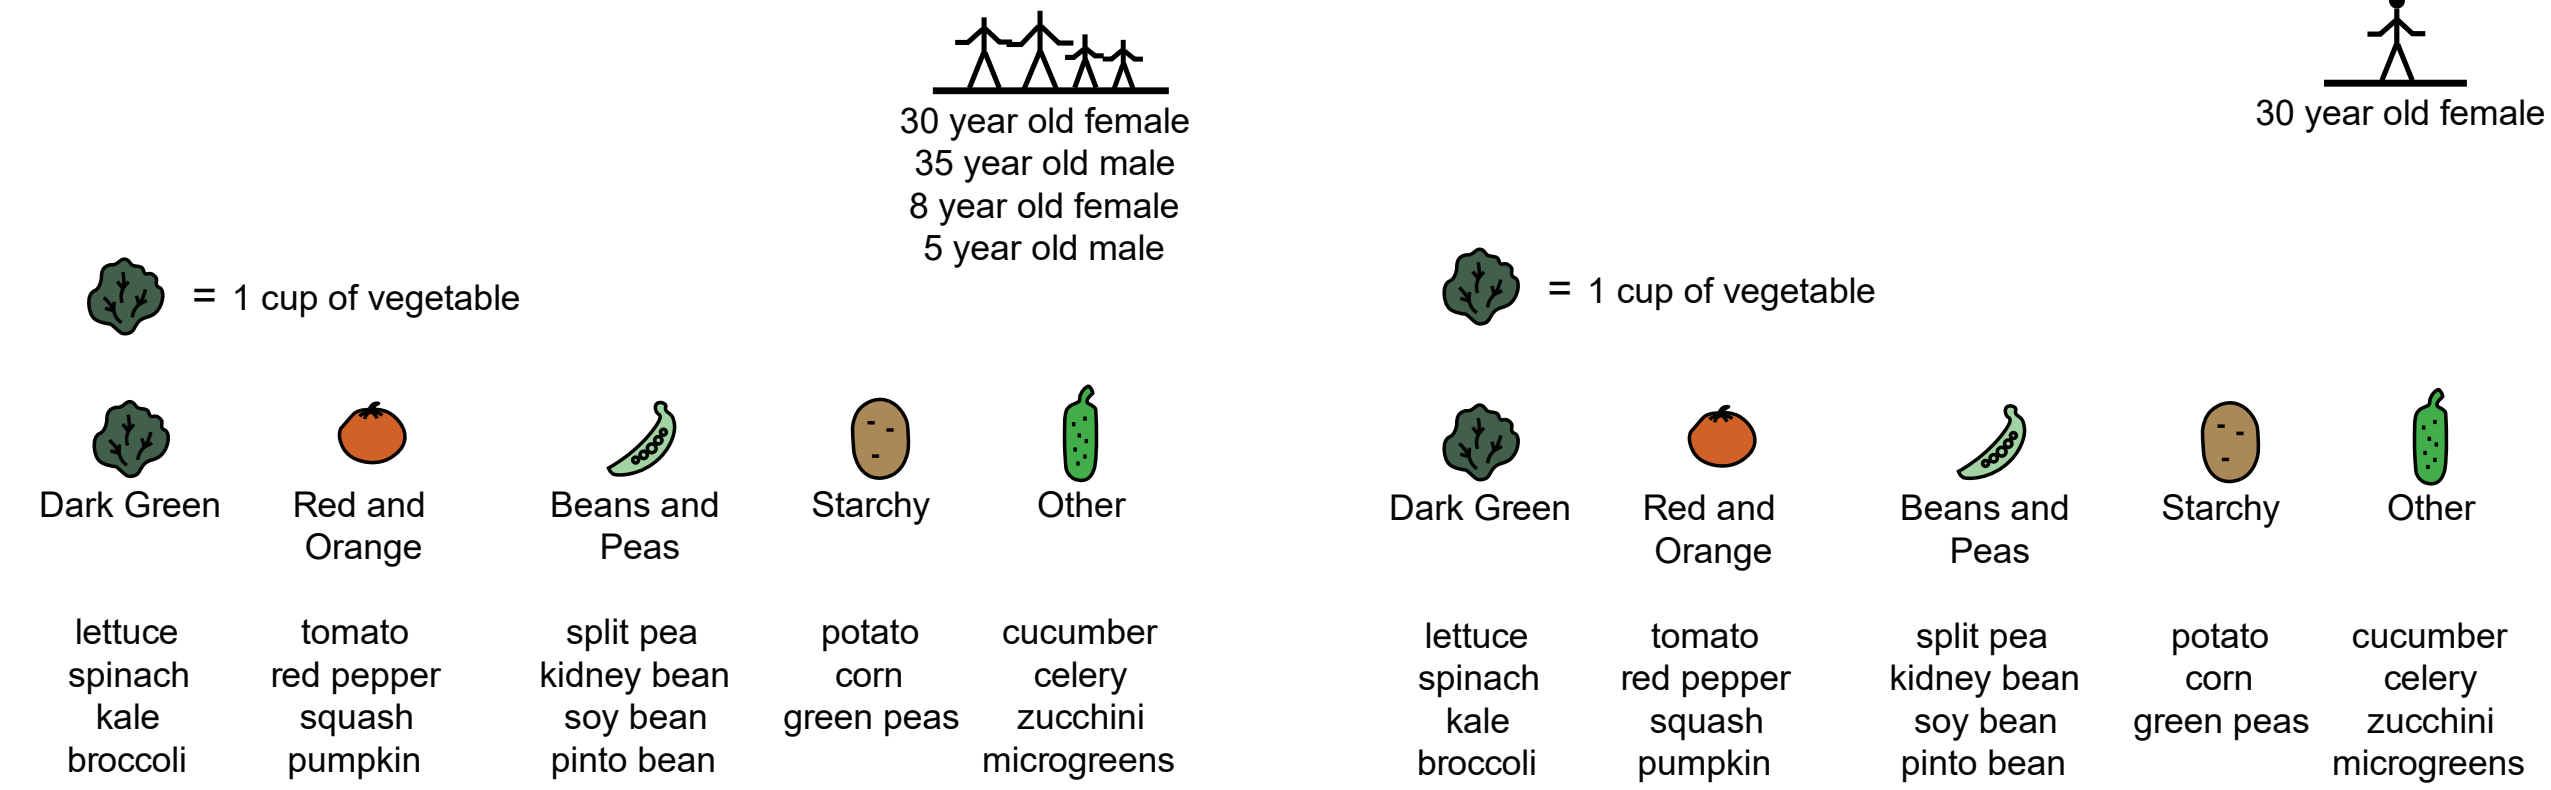 30 year old female
35 year old male
8 year old female
5 year old male
= 1 cup of vegetable
Dark Green
Red and
Orange
Beans and
Peas
Starchy
Other
lettuce
spinach
kale
broccoli
tomato
red pepper
squash
pumpkin
split pea
kidney bean
soy bean
pinto bean
potato
corn
green peas
cucumber
celery
zucchini
microgreens
30 year old female
= 1 cup of vegetable
Dark Green
Red and
Orange
Beans and
Peas
Starchy
Other
lettuce
spinach
kale
broccoli
tomato
red pepper
squash
pumpkin
split pea
kidney bean
soy bean
pinto bean
potato
corn
green peas
cucumber
celery
zucchini
microgreens